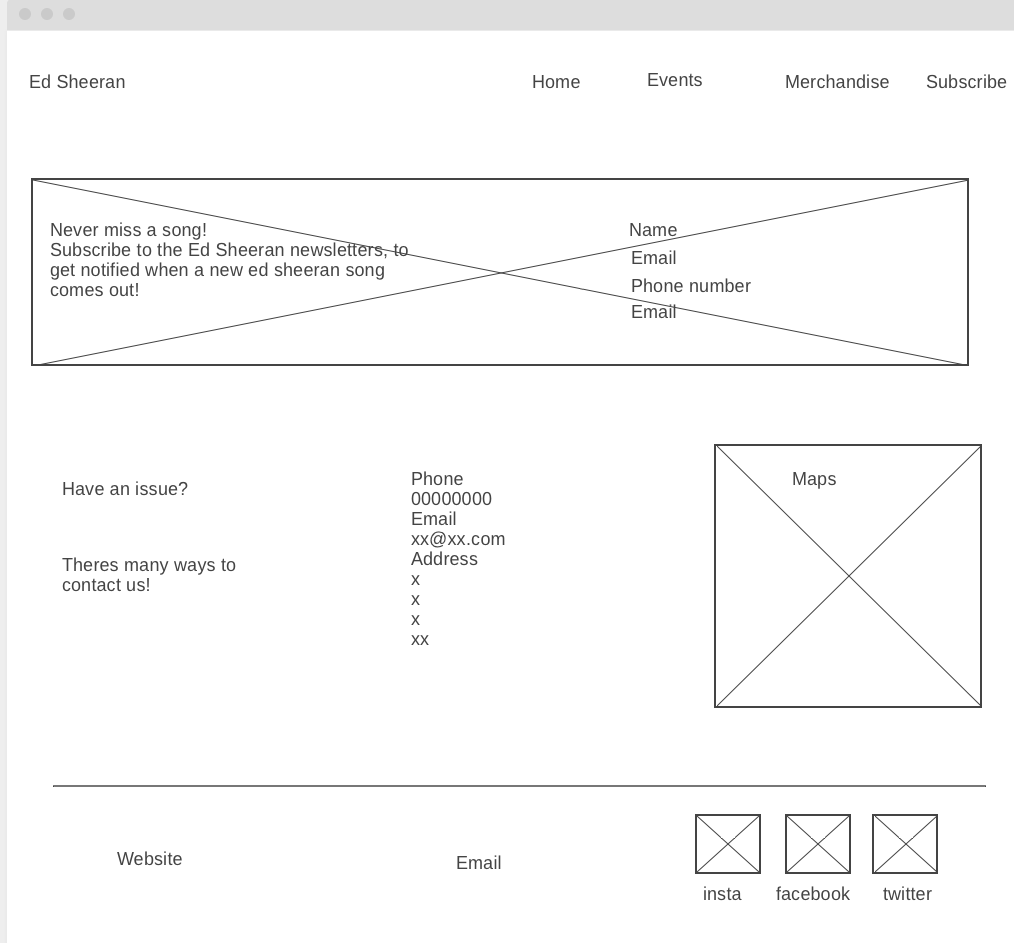 Ed Sheeran
Home
Events
Merchandise
Subscribe
Never miss a song!
Subscribe to the Ed Sheeran newsletters, to
get notified when a new ed sheeran song
comes out!
Name
Email
Phone number
Email
Have an issue?
Theres many ways to
contact us!
Phone
00000000
Email
xx@xx.com
Address
x
x
x
xx
Maps
Website
Email
insta
facebook
twitter